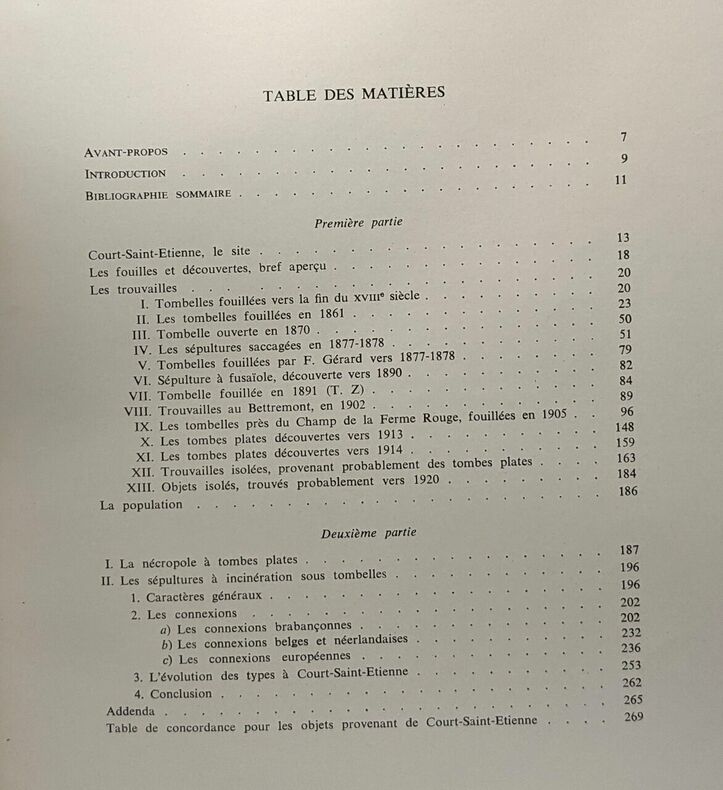 TABLE DES MATIÈRES
AVANT-PROPOS . . . . . . . . . . . . . . . . . . 7
INTRODUCTION . . . . . . . . . . . . . . . . . . 9
BIBLIOGRAPHIE SOMMAIRE . . . . . . . . . . . . . . . 11
Première partie
Court-Saint-Etienne, le site . . . . . . . . . . . . . . 13
Les fouilles et découvertes, bref aperçu . . . . . . . . . . . 18
Les trouvailles . . . . . . . . . . . . . . . . . 20
I. Tombelles fouillées vers la fin du XVIIIe siècle . . . . . . . . 20
II. Les tombelles fouillées en 1861 . . . . . . . . . . . 23
III. Tombelle ouverte en 1870 . . . . . . . . . . . . 50
IV. Les sépultures saccagées en 1877-1878 . . . . . . . . . 51
V. Tombelles fouillées par F. Gérard vers 1877-1878 . . . . . . 79
VI. Sépulture à fusaïole, découverte vers 1890 . . . . . . . . 82
VII. Tombelle fouillée en 1891 (T. Z) . . . . . . . . . . 84
VIII. Trouvailles au Bettremont, en 1902 . . . . . . . . . . 89
IX. Les tombelles près du Champ de la Ferme Rouge, fouillées en 1905 . . 96
X. Les tombes plates découvertes vers 1913 . . . . . . . . 148
XI. Les tombes plates découvertes vers 1914 . . . . . . . . 159
XII. Trouvailles isolées, provenant probablement des tombes plates . . . . 163
XIII. Objets isolés, trouvés probablement vers 1920 . . . . . . . 184
La population . . . . . . . . . . . . . . . . . 186
Deuxième partie
I. La nécropole à tombes plates . . . . . . . . . . . . . 187
II. Les sépultures à incinération sous tombelles . . . . . . . . . . 196
1. Caractères généraux . . . . . . . . . . . . . . 196
2. Les connexions . . . . . . . . . . . . . . . 202
a) Les connexions brabançonnes . . . . . . . . . . . 202
b) Les connexions belges et néerlandaises . . . . . . . . . 232
c) Les connexions européennes . . . . . . . . . . . 236
3. L'évolution des types à Court-Saint-Etienne . . . . . . . . . 253
4. Conclusion . . . . . . . . . . . . . . . . 262
Addenda . . . . . . . . . . . . . . . . . . 265
Table de concordance pour les objets provenant de Court-Saint-Etienne . . . . 269